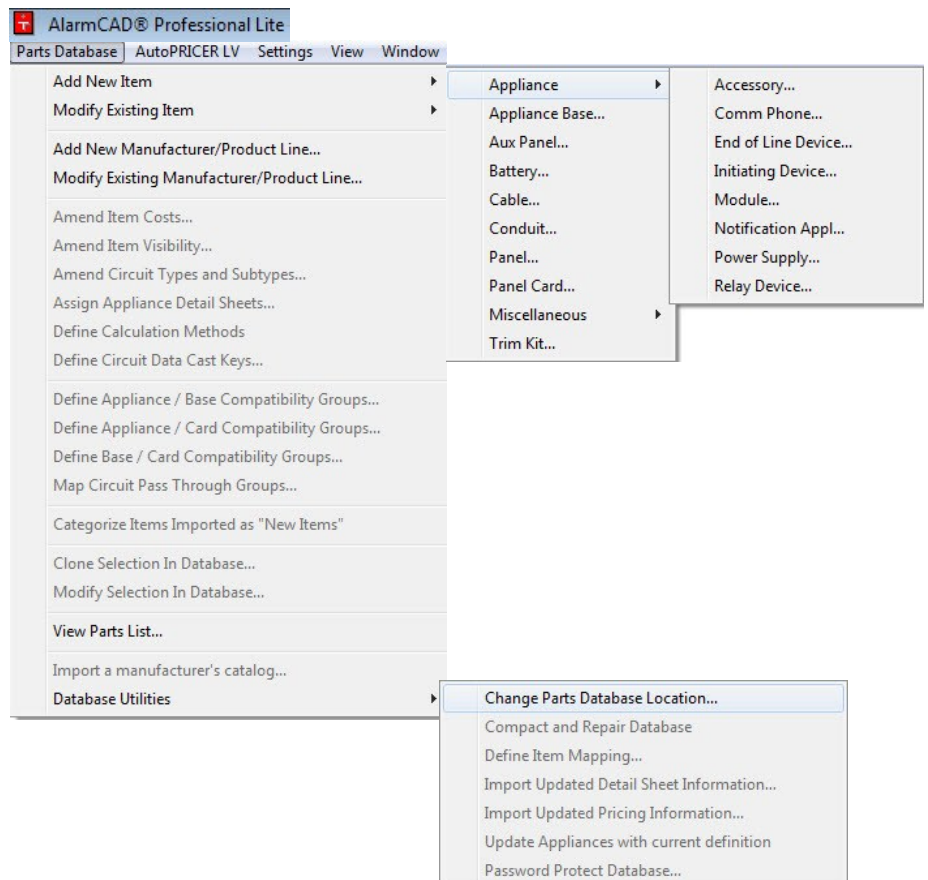 AlarmCAD® Professional Lite
Parts Database AutoPRICER LV Settings View Window
Add New Item
Modify Existing Item
Add New Manufacturer/Product Line...
Modify Existing Manufacturer/Product Line...
Amend Item Costs...
Amend Item Visibility...
Amend Circuit Types and Subtypes...
Assign Appliance Detail Sheets...
Define Calculation Methods
Define Circuit Data Cast Keys...
Define Appliance / Base Compatibility Groups...
Define Appliance / Card Compatibility Groups...
Define Base / Card Compatibility Groups...
Map Circuit Pass Through Groups...
Categorize Items Imported as "New Items"
Clone Selection In Database...
Modify Selection In Database...
View Parts List...
Import a manufacturer's catalog...
Database Utilities
Appliance
Appliance Base...
Aux Panel...
Battery...
Cable...
Conduit...
Panel...
Panel Card...
Miscellaneous
Trim Kit...
Accessory...
Comm Phone...
End of Line Device...
Initiating Device...
Module...
Notification Appl...
Power Supply...
Relay Device...
Change Parts Database Location...
Compact and Repair Database
Define Item Mapping...
Import Updated Detail Sheet Information...
Import Updated Pricing Information...
Update Appliances with current definition
Password Protect Database...